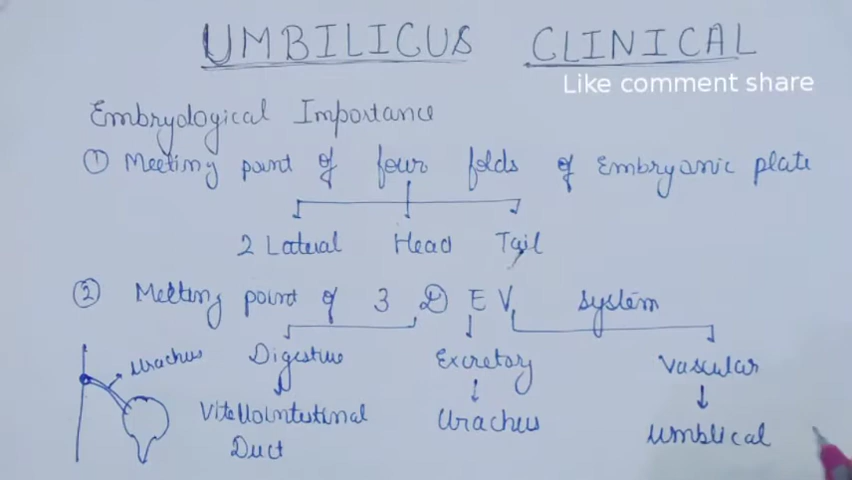 UMBILICUS CLINICAL
Like comment share
Embryological Importance
① Meeting point of four folds of Embryonic plate
2 Lateral Head Tail
② Meeting point of 3 D E V system
Urachus Digestive Excretory Vascular
Vitellointestinal Urachus Umblical
Duct